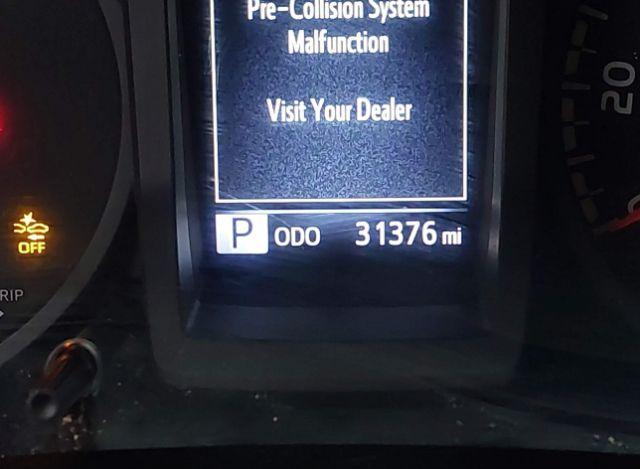 Pre-Collision System
Malfunction
Visit Your Dealer
P ODO 31376 mi
OFF
RIP
20